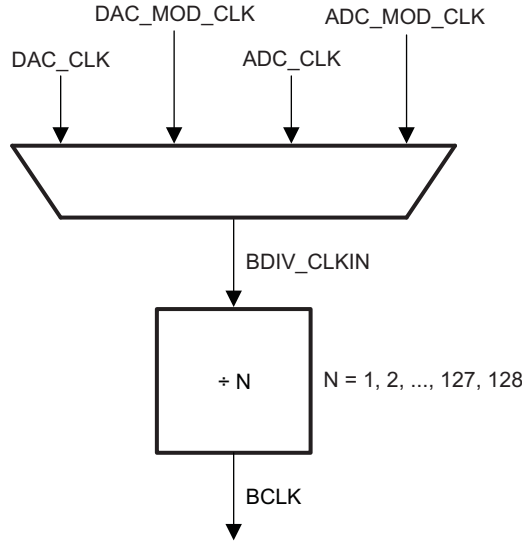 DAC_MOD_CLK
ADC_MOD_CLK
DAC_CLK
ADC_CLK
BDIV_CLKIN
÷ N
N = 1, 2, ..., 127, 128
BCLK